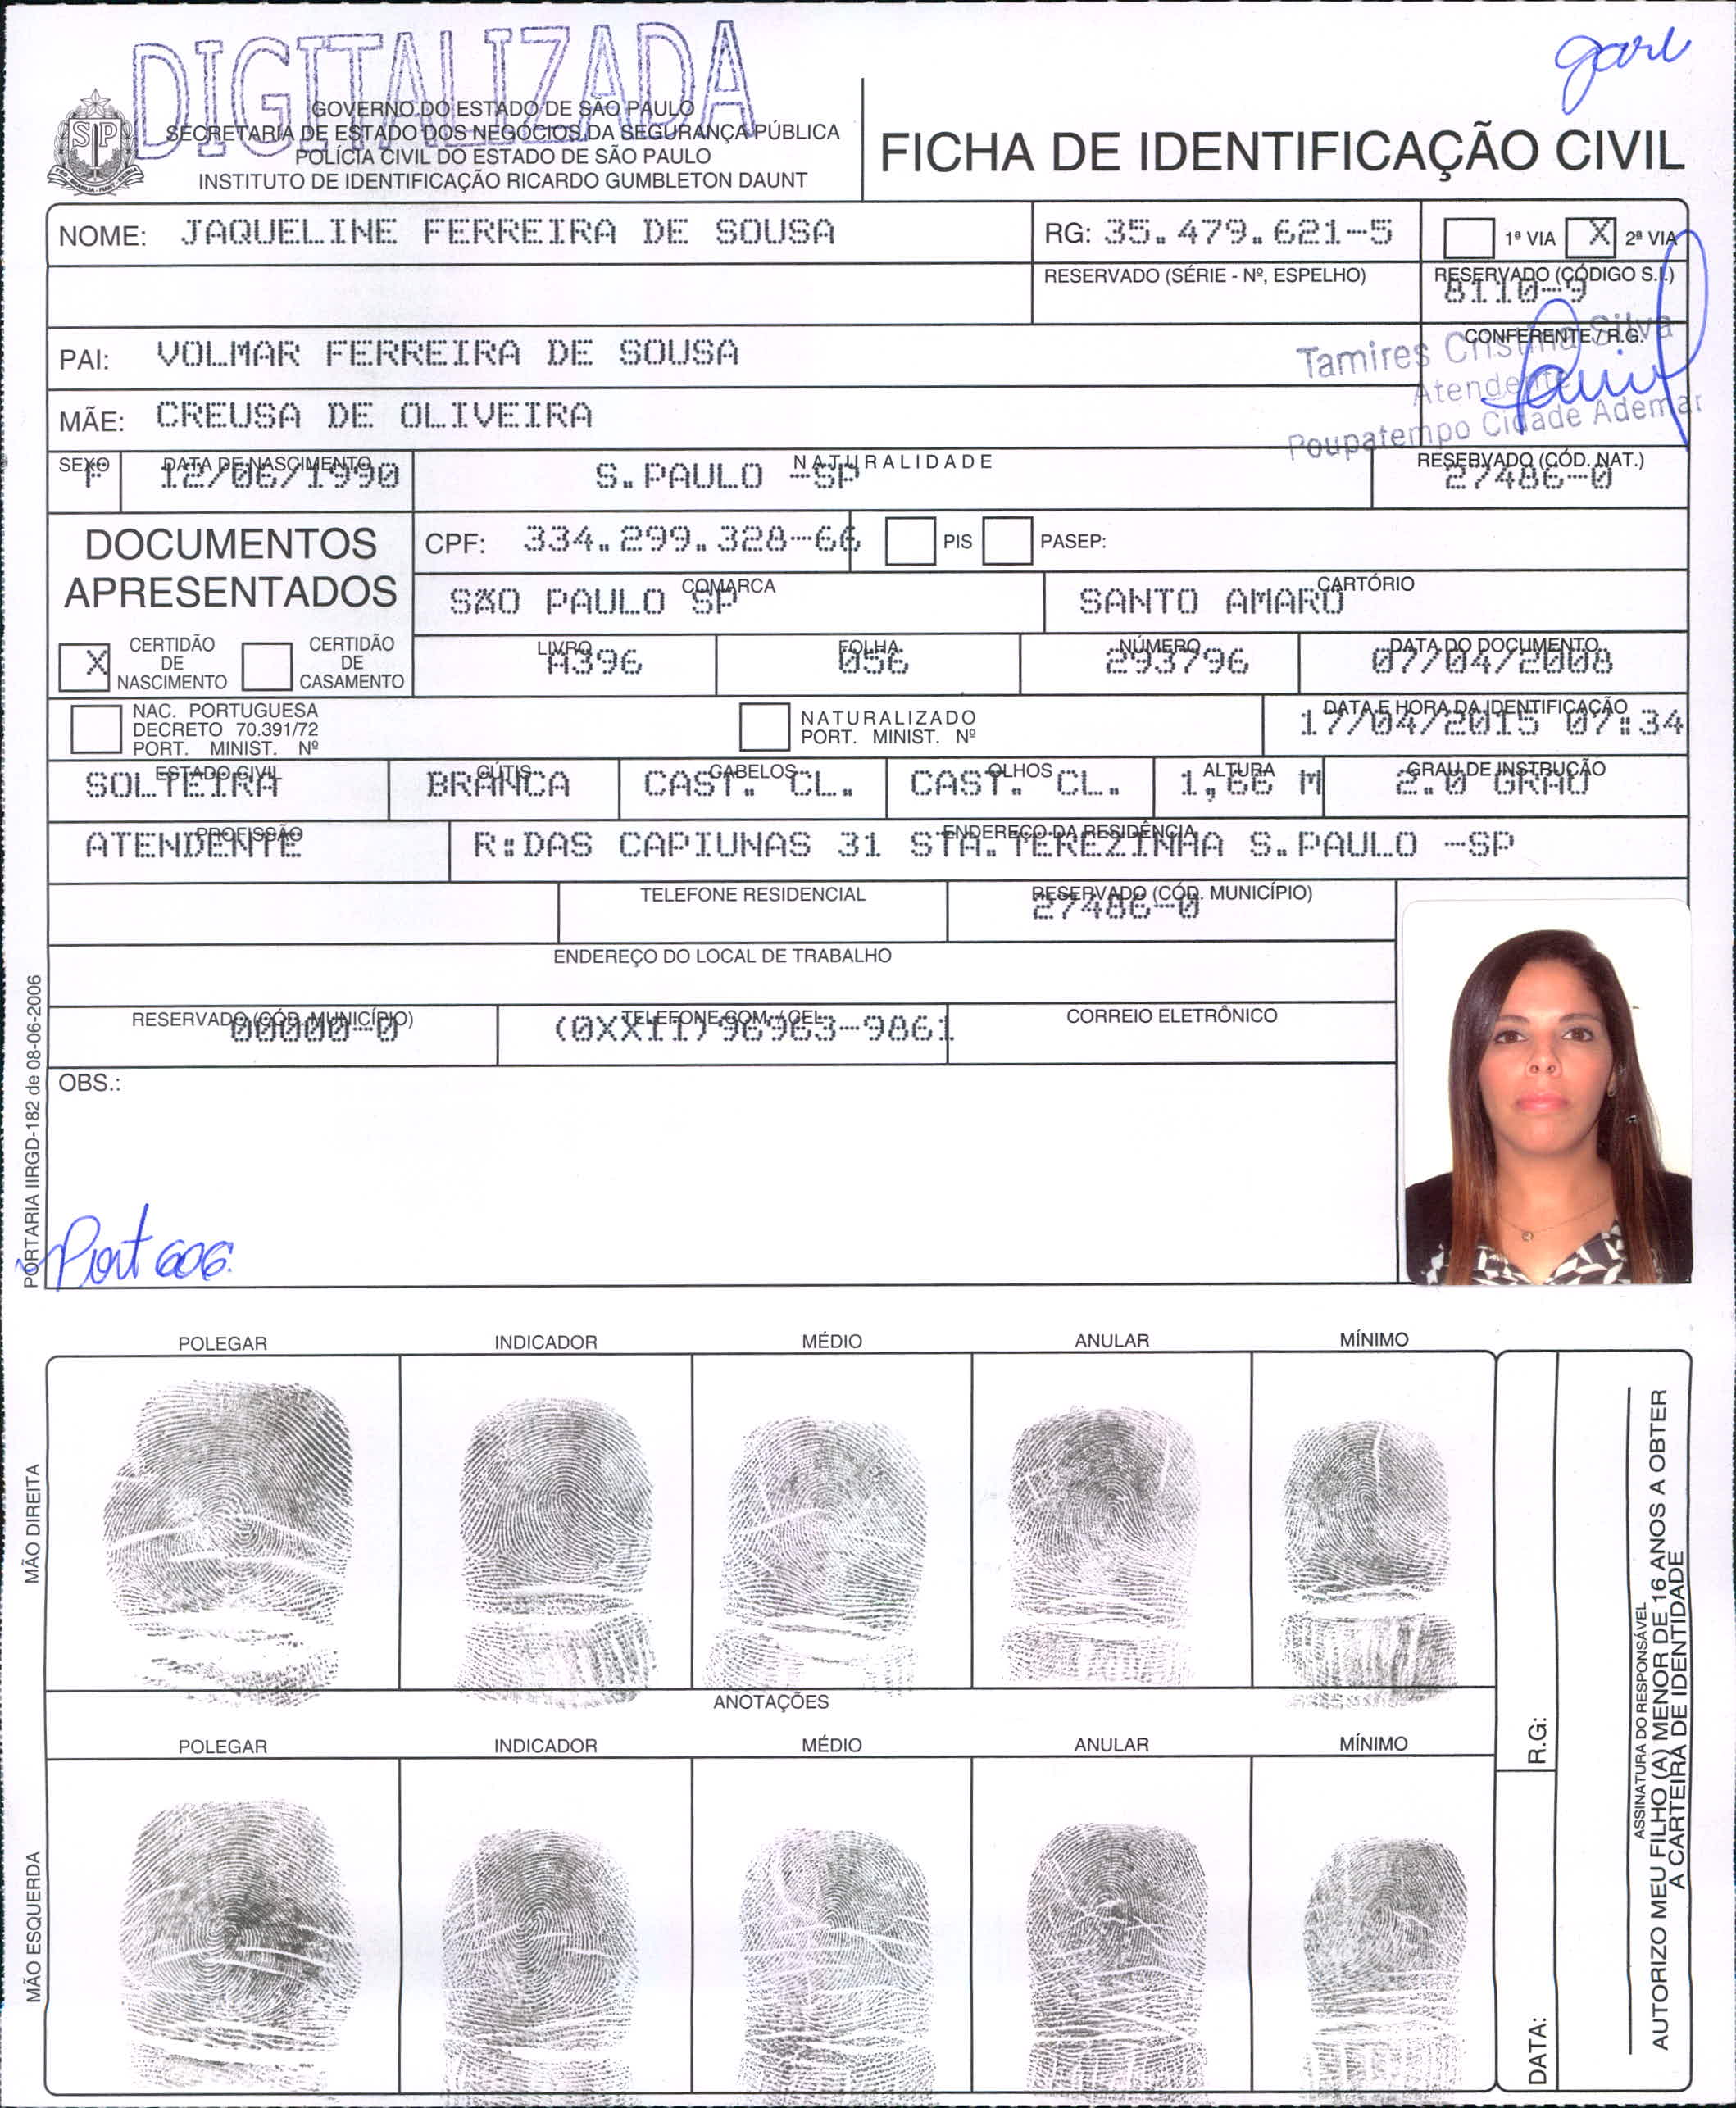 DIGITALIZADA
GOVERNO DO ESTADO DE SÃO PAULO
SECRETARIA DE ESTADO DOS NEGÓCIOS DA SEGURANÇA PÚBLICA
POLÍCIA CIVIL DO ESTADO DE SÃO PAULO
INSTITUTO DE IDENTIFICAÇÃO RICARDO GUMBLETON DAUNT
FICHA DE IDENTIFICAÇÃO CIVIL
NOME: JAQUELINE FERREIRA DE SOUSA
RG: 35.479.621-5
1ª VIA X 2ª VIA
RESERVADO (SÉRIE - Nº, ESPELHO)
RESERVADO (CÓDIGO S.I.)
8110-9
PAI: VOLMAR FERREIRA DE SOUSA
CONFERENTE / R.G.
Tamires Cristina Silva
Atendente
Poupatempo Cidade Ademar
MÃE: CREUSA DE OLIVEIRA
SEXO
F
DATA DE NASCIMENTO
12/06/1990
NATURALIDADE
S.PAULO -SP
RESERVADO (CÓD. NAT.)
27486-0
DOCUMENTOS
APRESENTADOS
CPF: 334.299.328-66
PIS
PASEP:
COMARCA
SÃO PAULO SP
CARTÓRIO
SANTO AMARO
X CERTIDÃO
DE
NASCIMENTO
CERTIDÃO
DE
CASAMENTO
LIVRO
A396
FOLHA
056
NÚMERO
293796
DATA DO DOCUMENTO
07/04/2008
NAC. PORTUGUESA
DECRETO 70.391/72
PORT. MINIST. Nº
NATURALIZADO
PORT. MINIST. Nº
DATA E HORA DA IDENTIFICAÇÃO
17/04/2015 07:34
ESTADO CIVIL
SOLTEIRA
CÚTIS
BRANCA
CABELOS
CAST. CL.
OLHOS
CAST. CL.
ALTURA
1,66 M
GRAU DE INSTRUÇÃO
2.0 GRAU
PROFISSÃO
ATENDENTE
ENDEREÇO DA RESIDÊNCIA
R:DAS CAPIUNAS 31 STA.TEREZINHA S.PAULO -SP
TELEFONE RESIDENCIAL
RESERVADO (CÓD. MUNICÍPIO)
27486-0
ENDEREÇO DO LOCAL DE TRABALHO
RESERVADO (CÓD. MUNICÍPIO)
00000-0
TELEFONE COM. / CEL.
(0XX11)96963-9861
CORREIO ELETRÔNICO
OBS.:
Port 606.
PORTARIA IIRGD-182 de 08-06-2006
POLEGAR INDICADOR MÉDIO ANULAR MÍNIMO
MÃO DIREITA
ANOTAÇÕES
POLEGAR INDICADOR MÉDIO ANULAR MÍNIMO
MÃO ESQUERDA
R.G:
DATA:
ASSINATURA DO RESPONSÁVEL
AUTORIZO MEU FILHO (A) MENOR DE 16 ANOS A OBTER
A CARTEIRA DE IDENTIDADE